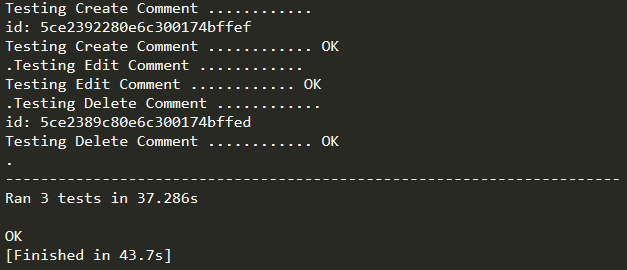 Testing Create Comment ............
id: 5ce2392280e6c300174bffef
Testing Create Comment ............ OK
.Testing Edit Comment ............
Testing Edit Comment ............ OK
.Testing Delete Comment ............
id: 5ce2389c80e6c300174bffed
Testing Delete Comment ............ OK
.
----------------------------------------------------------------------
Ran 3 tests in 37.286s
OK
[Finished in 43.7s]